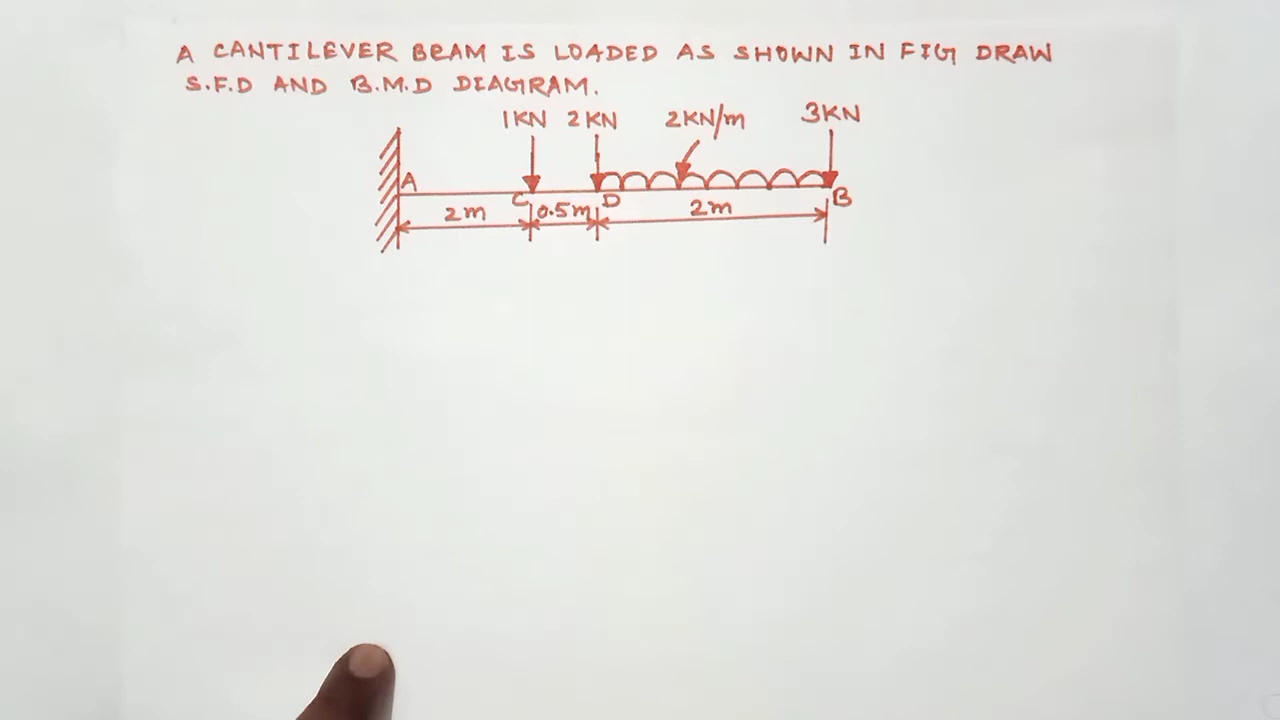 A CANTILEVER BEAM IS LOADED AS SHOWN IN FIG DRAW
S.F.D AND B.M.D DIAGRAM.
1KN 2KN 2KN/m 3KN
A C D B
2m 0.5m 2m